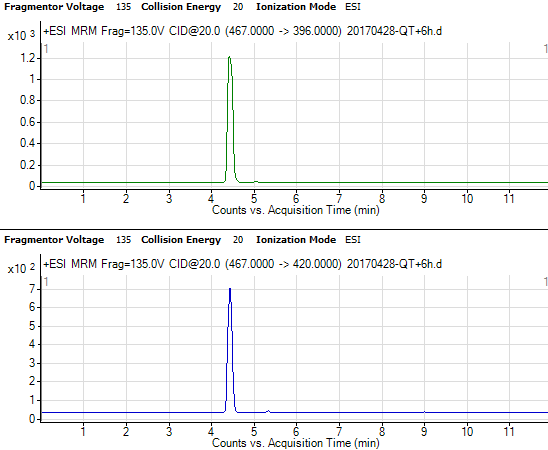 Fragmentor Voltage 135 Collision Energy 20 Ionization Mode ESI
x10 3 +ESI MRM Frag=135.0V CID@20.0 (467.0000 -> 396.0000) 20170428-QT+6h.d
1 1
1.2
1
0.8
0.6
0.4
0.2
0
1 2 3 4 5 6 7 8 9 10 11
Counts vs. Acquisition Time (min)
Fragmentor Voltage 135 Collision Energy 20 Ionization Mode ESI
x10 2 +ESI MRM Frag=135.0V CID@20.0 (467.0000 -> 420.0000) 20170428-QT+6h.d
1 1
7
6
5
4
3
2
1
0
1 2 3 4 5 6 7 8 9 10 11
Counts vs. Acquisition Time (min)